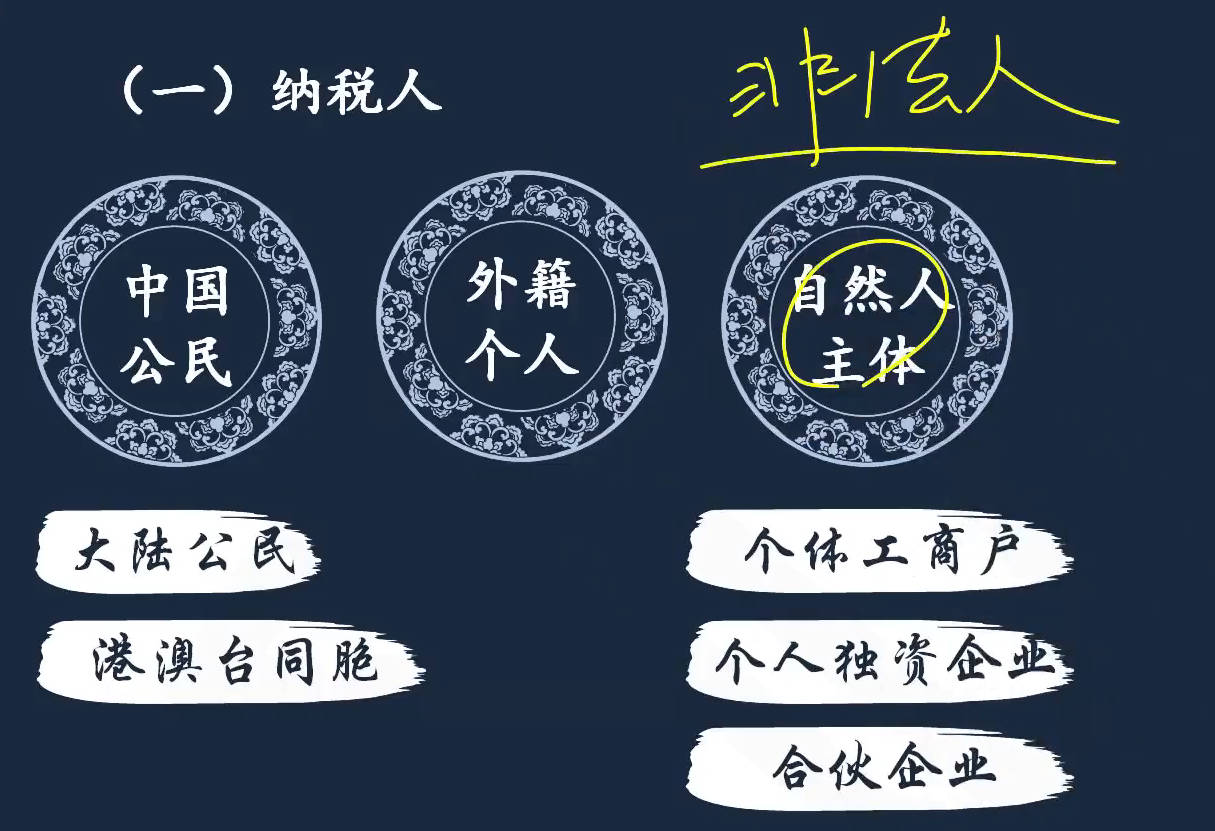 (一)纳税人
非法人
中国
公民
外籍
个人
自然人
主体
大陆公民
港澳台同胞
个体工商户
个人独资企业
合伙企业